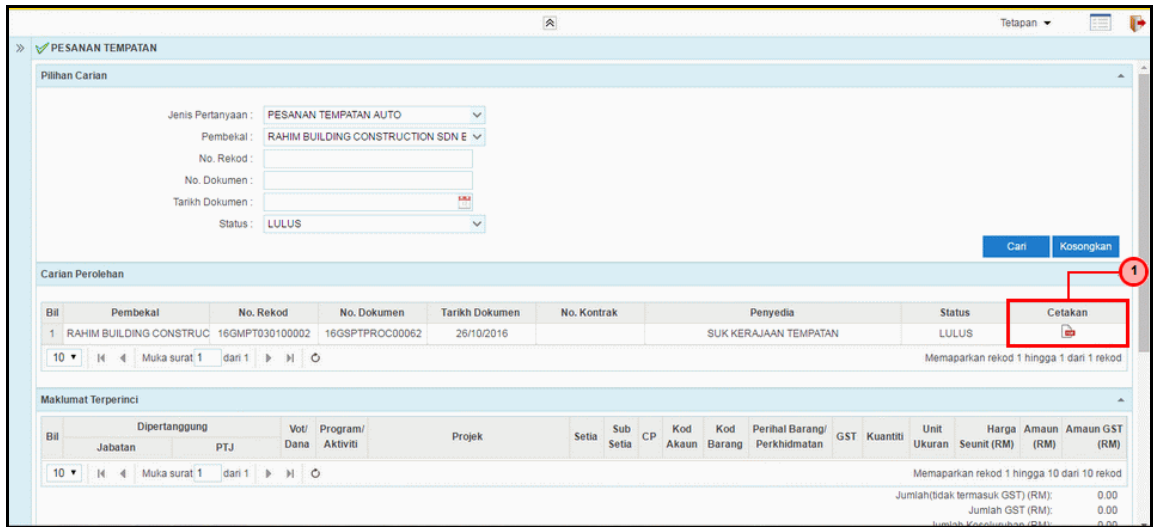 Tetapan
PESANAN TEMPATAN
Pilihan Carian
Jenis Pertanyaan : PESANAN TEMPATAN AUTO
Pembekal : RAHIM BUILDING CONSTRUCTION SDN B
No. Rekod :
No. Dokumen :
Tarikh Dokumen :
Status : LULUS
Cari Kosongkan
Carian Perolehan
1
Bil Pembekal No. Rekod No. Dokumen Tarikh Dokumen No. Kontrak Penyedia Status Cetakan
1 RAHIM BUILDING CONSTRUC 16GMPT030100002 16GSPTPROC00062 26/10/2016 SUK KERAJAAN TEMPATAN LULUS
10 Muka surat 1 dari 1 Memaparkan rekod 1 hingga 1 dari 1 rekod
Maklumat Terperinci
Bil Dipertanggung Vot/ Program/ Projek Setia Sub CP Kod Kod Perihal Barang/ GST Kuantiti Unit Harga Amaun Amaun GST
Jabatan PTJ Dana Aktiviti Setia Akaun Barang Perkhidmatan Ukuran Seunit (RM) (RM) (RM)
10 Muka surat 1 dari 1 Memaparkan rekod 1 hingga 10 dari 10 rekod
Jumlah(tidak termasuk GST) (RM): 0.00
Jumlah GST (RM): 0.00
Jumlah Keseluruhan (RM): 0.00